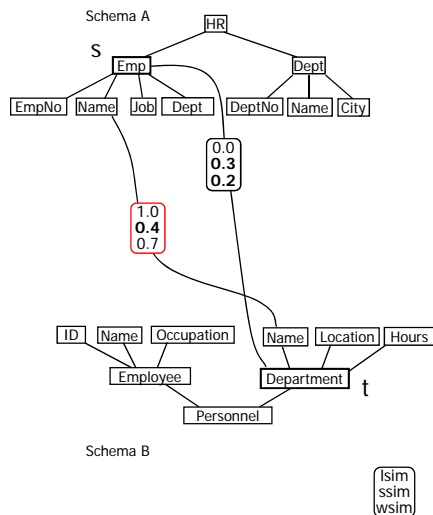 Schema A
HR
S
Emp
Dept
EmpNo
Name
Job
Dept
DeptNo
Name
City
0.0
0.3
0.2
1.0
0.4
0.7
ID
Name
Occupation
Name
Location
Hours
Employee
Department
t
Personnel
Schema B
lsim
ssim
wsim